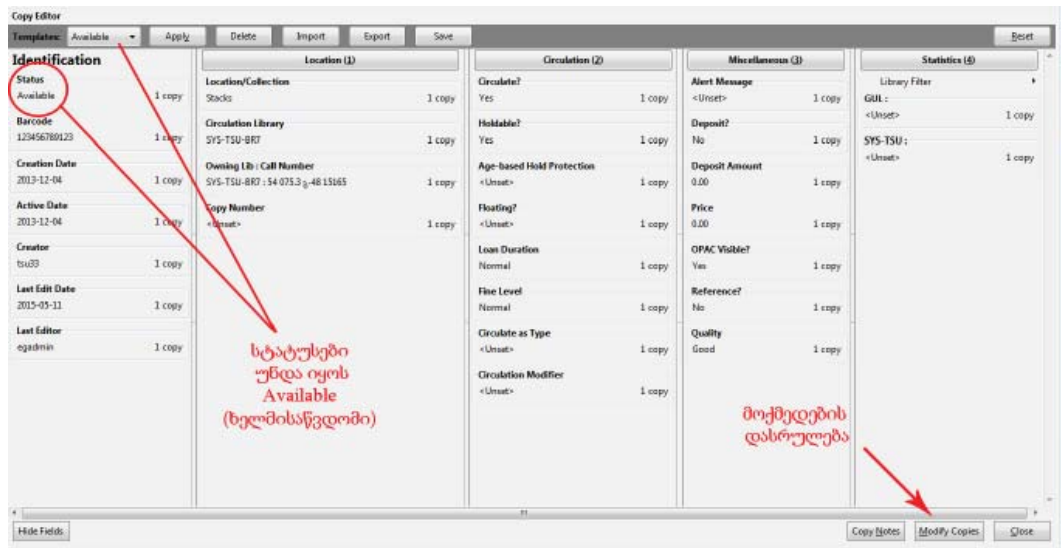 Copy Editor
Templates: Available Apply Delete Import Export Save Reset
Identification
Status
Available 1 copy
Barcode
123456789123 1 copy
Creation Date
2013-12-04 1 copy
Active Date
2013-12-04 1 copy
Creator
tsu33 1 copy
Last Edit Date
2015-05-11 1 copy
Last Editor
egadmin 1 copy
Location (1)
Location/Collection
Stacks 1 copy
Circulation Library
SYS-TSU-BR7 1 copy
Owning Lib : Call Number
SYS-TSU-BR7 : 54 075.3 გ-48 15165 1 copy
Copy Number
<Unset> 1 copy
სტატუსები
უნდა იყოს
Available
(ხელმისაწვდომი)
Circulation (2)
Circulate?
Yes 1 copy
Holdable?
Yes 1 copy
Age-based Hold Protection
<Unset> 1 copy
Floating?
<Unset> 1 copy
Loan Duration
Normal 1 copy
Fine Level
Normal 1 copy
Circulate as Type
<Unset> 1 copy
Circulation Modifier
<Unset> 1 copy
Miscellaneous (3)
Alert Message
<Unset> 1 copy
Deposit?
No 1 copy
Deposit Amount
0.00 1 copy
Price
0.00 1 copy
OPAC Visible?
Yes 1 copy
Reference?
No 1 copy
Quality
Good 1 copy
მოქმედების
დასრულება
Statistics (4)
Library Filter
GUL :
<Unset> 1 copy
SYS-TSU :
<Unset> 1 copy
Hide Fields Copy Notes Modify Copies Close